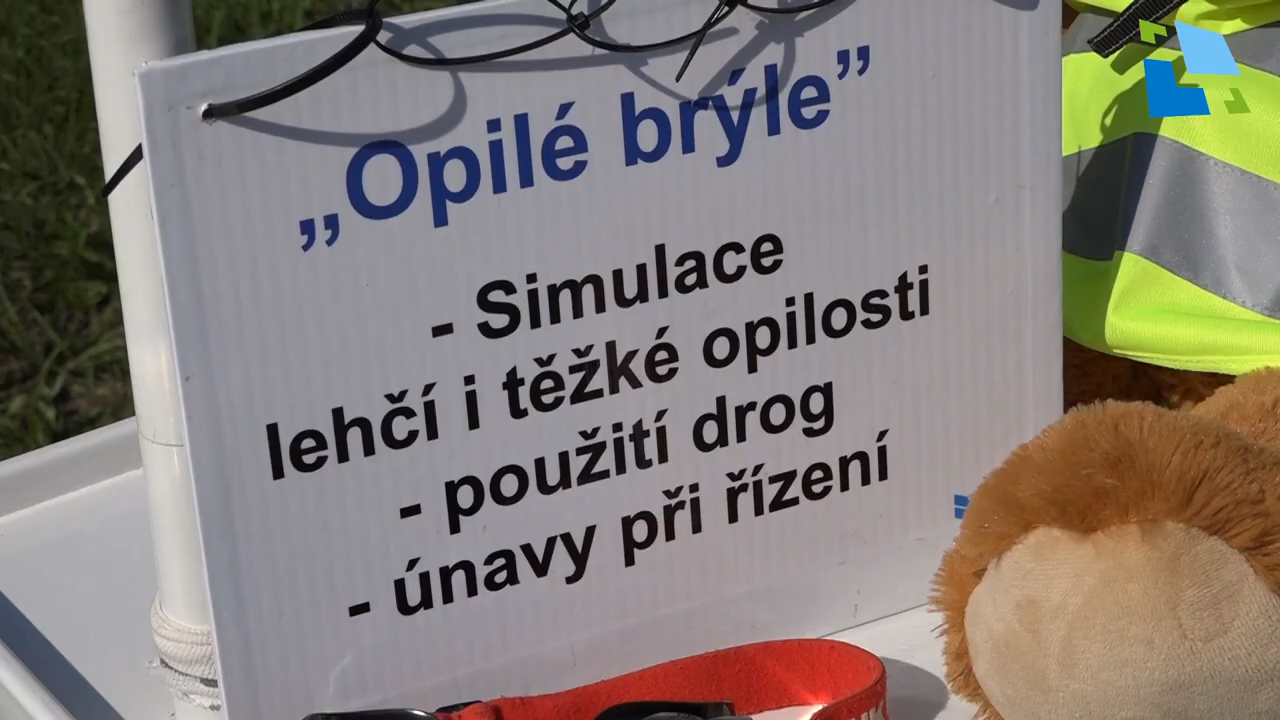 „Opilé brýle”
- Simulace
lehčí i těžké opilosti
- použití drog
- únavy při řízení